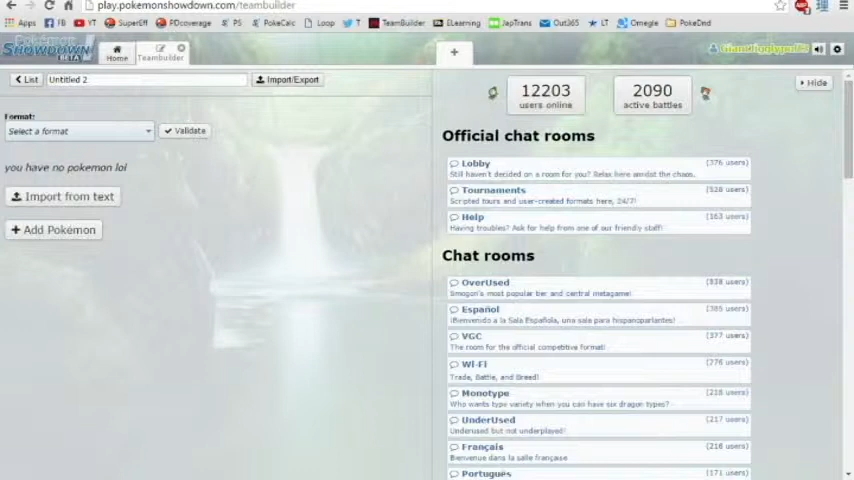 play.pokemonshowdown.com/teambuilder
Apps FB YT SuperEff PDcoverage PS PokeCalc Loop T TeamBuilder ELearning JapTrans Out365 LT Omegle PokeDnd
Pokémon Showdown! BETA Home Teambuilder +
List Untitled 2 Import/Export
12203 users online
2090 active battles
Hide
Format:
Select a format Validate
you have no pokemon lol
Import from text
+ Add Pokémon
Official chat rooms
Lobby (376 users)
Still haven't decided on a room for you? Relax here amidst the chaos.
Tournaments (528 users)
Scripted tours and user-created formats here, 24/7!
Help (163 users)
Having troubles? Ask for help from one of our friendly staff!
Chat rooms
OverUsed (838 users)
Smogon's most popular tier and central metagame!
Español (385 users)
¡Bienvenido a la Sala Española, una sala para hispanoparlantes!
VGC (377 users)
The room for the official competitive format!
Wi-Fi (276 users)
Trade, Battle, and Breed!
Monotype (218 users)
Who wants type variety when you can have six dragon types?
UnderUsed (217 users)
Underused but not underplayed!
Français (216 users)
Bienvenue dans la salle française
Português (171 users)